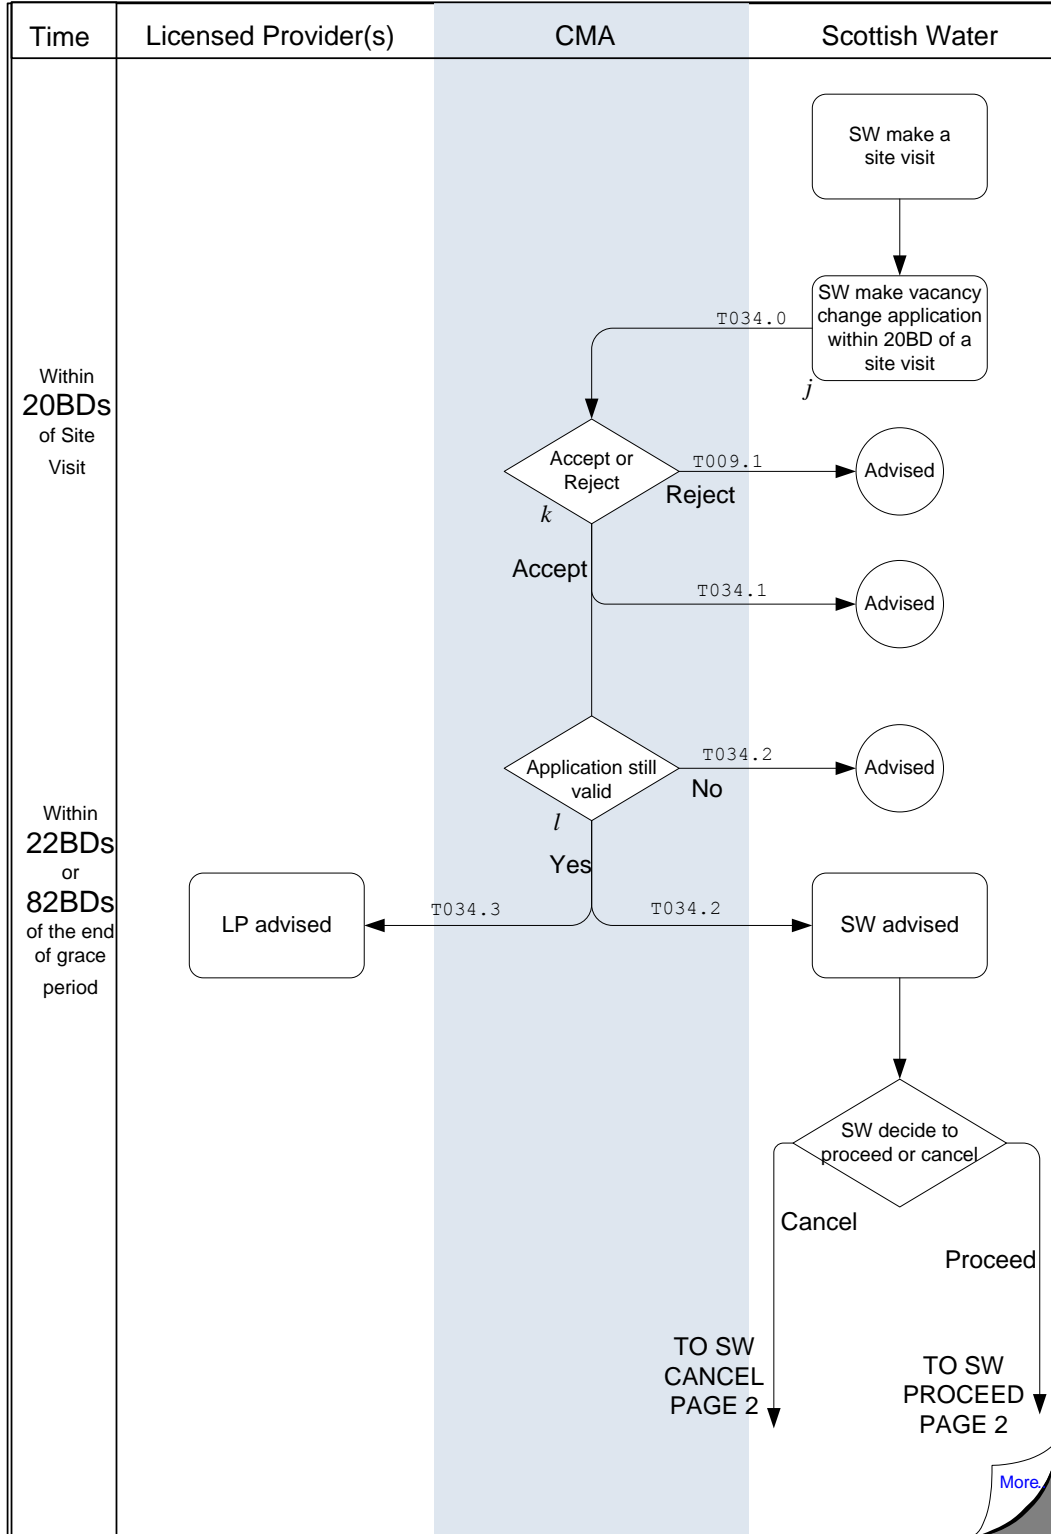 Time
Licensed Provider(s)
CMA
Scottish Water
SW make a
site visit
SW make vacancy
change application
within 20BD of a
site visit
T034.0
j
Within
20BDs
of Site
Visit
Accept or
Reject
k
T009.1
Reject
Advised
Accept
T034.1
Advised
Application still
valid
l
T034.2
No
Advised
Within
22BDs
or
82BDs
of the end
of grace
period
Yes
LP advised
T034.3
T034.2
SW advised
SW decide to
proceed or cancel
Cancel
Proceed
TO SW
CANCEL
PAGE 2
TO SW
PROCEED
PAGE 2
More.